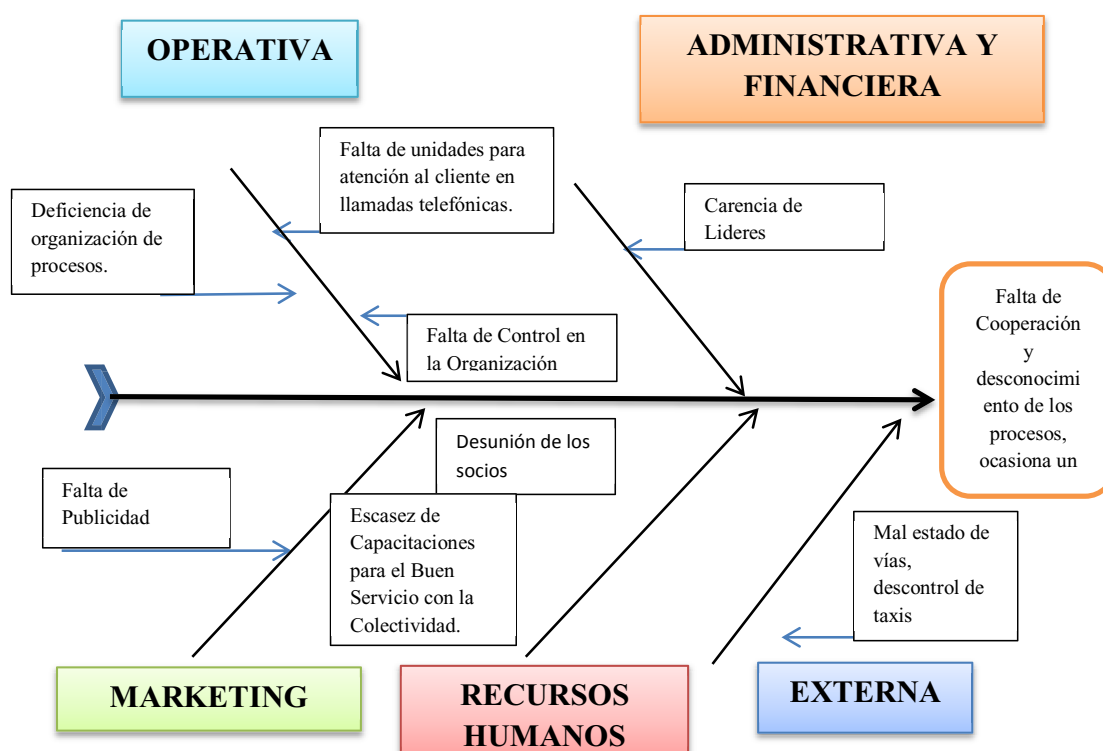 OPERATIVA
ADMINISTRATIVA Y
FINANCIERA
Falta de unidades para
atención al cliente en
llamadas telefónicas.
Deficiencia de
organización de
procesos.
Carencia de
Lideres
Falta de Control en
la Organización
Falta de
Cooperación
y
desconocimi
ento de los
procesos,
ocasiona un
Desunión de los
socios
Falta de
Publicidad
Escasez de
Capacitaciones
para el Buen
Servicio con la
Colectividad.
Mal estado de
vías,
descontrol de
taxis
MARKETING
RECURSOS
HUMANOS
EXTERNA